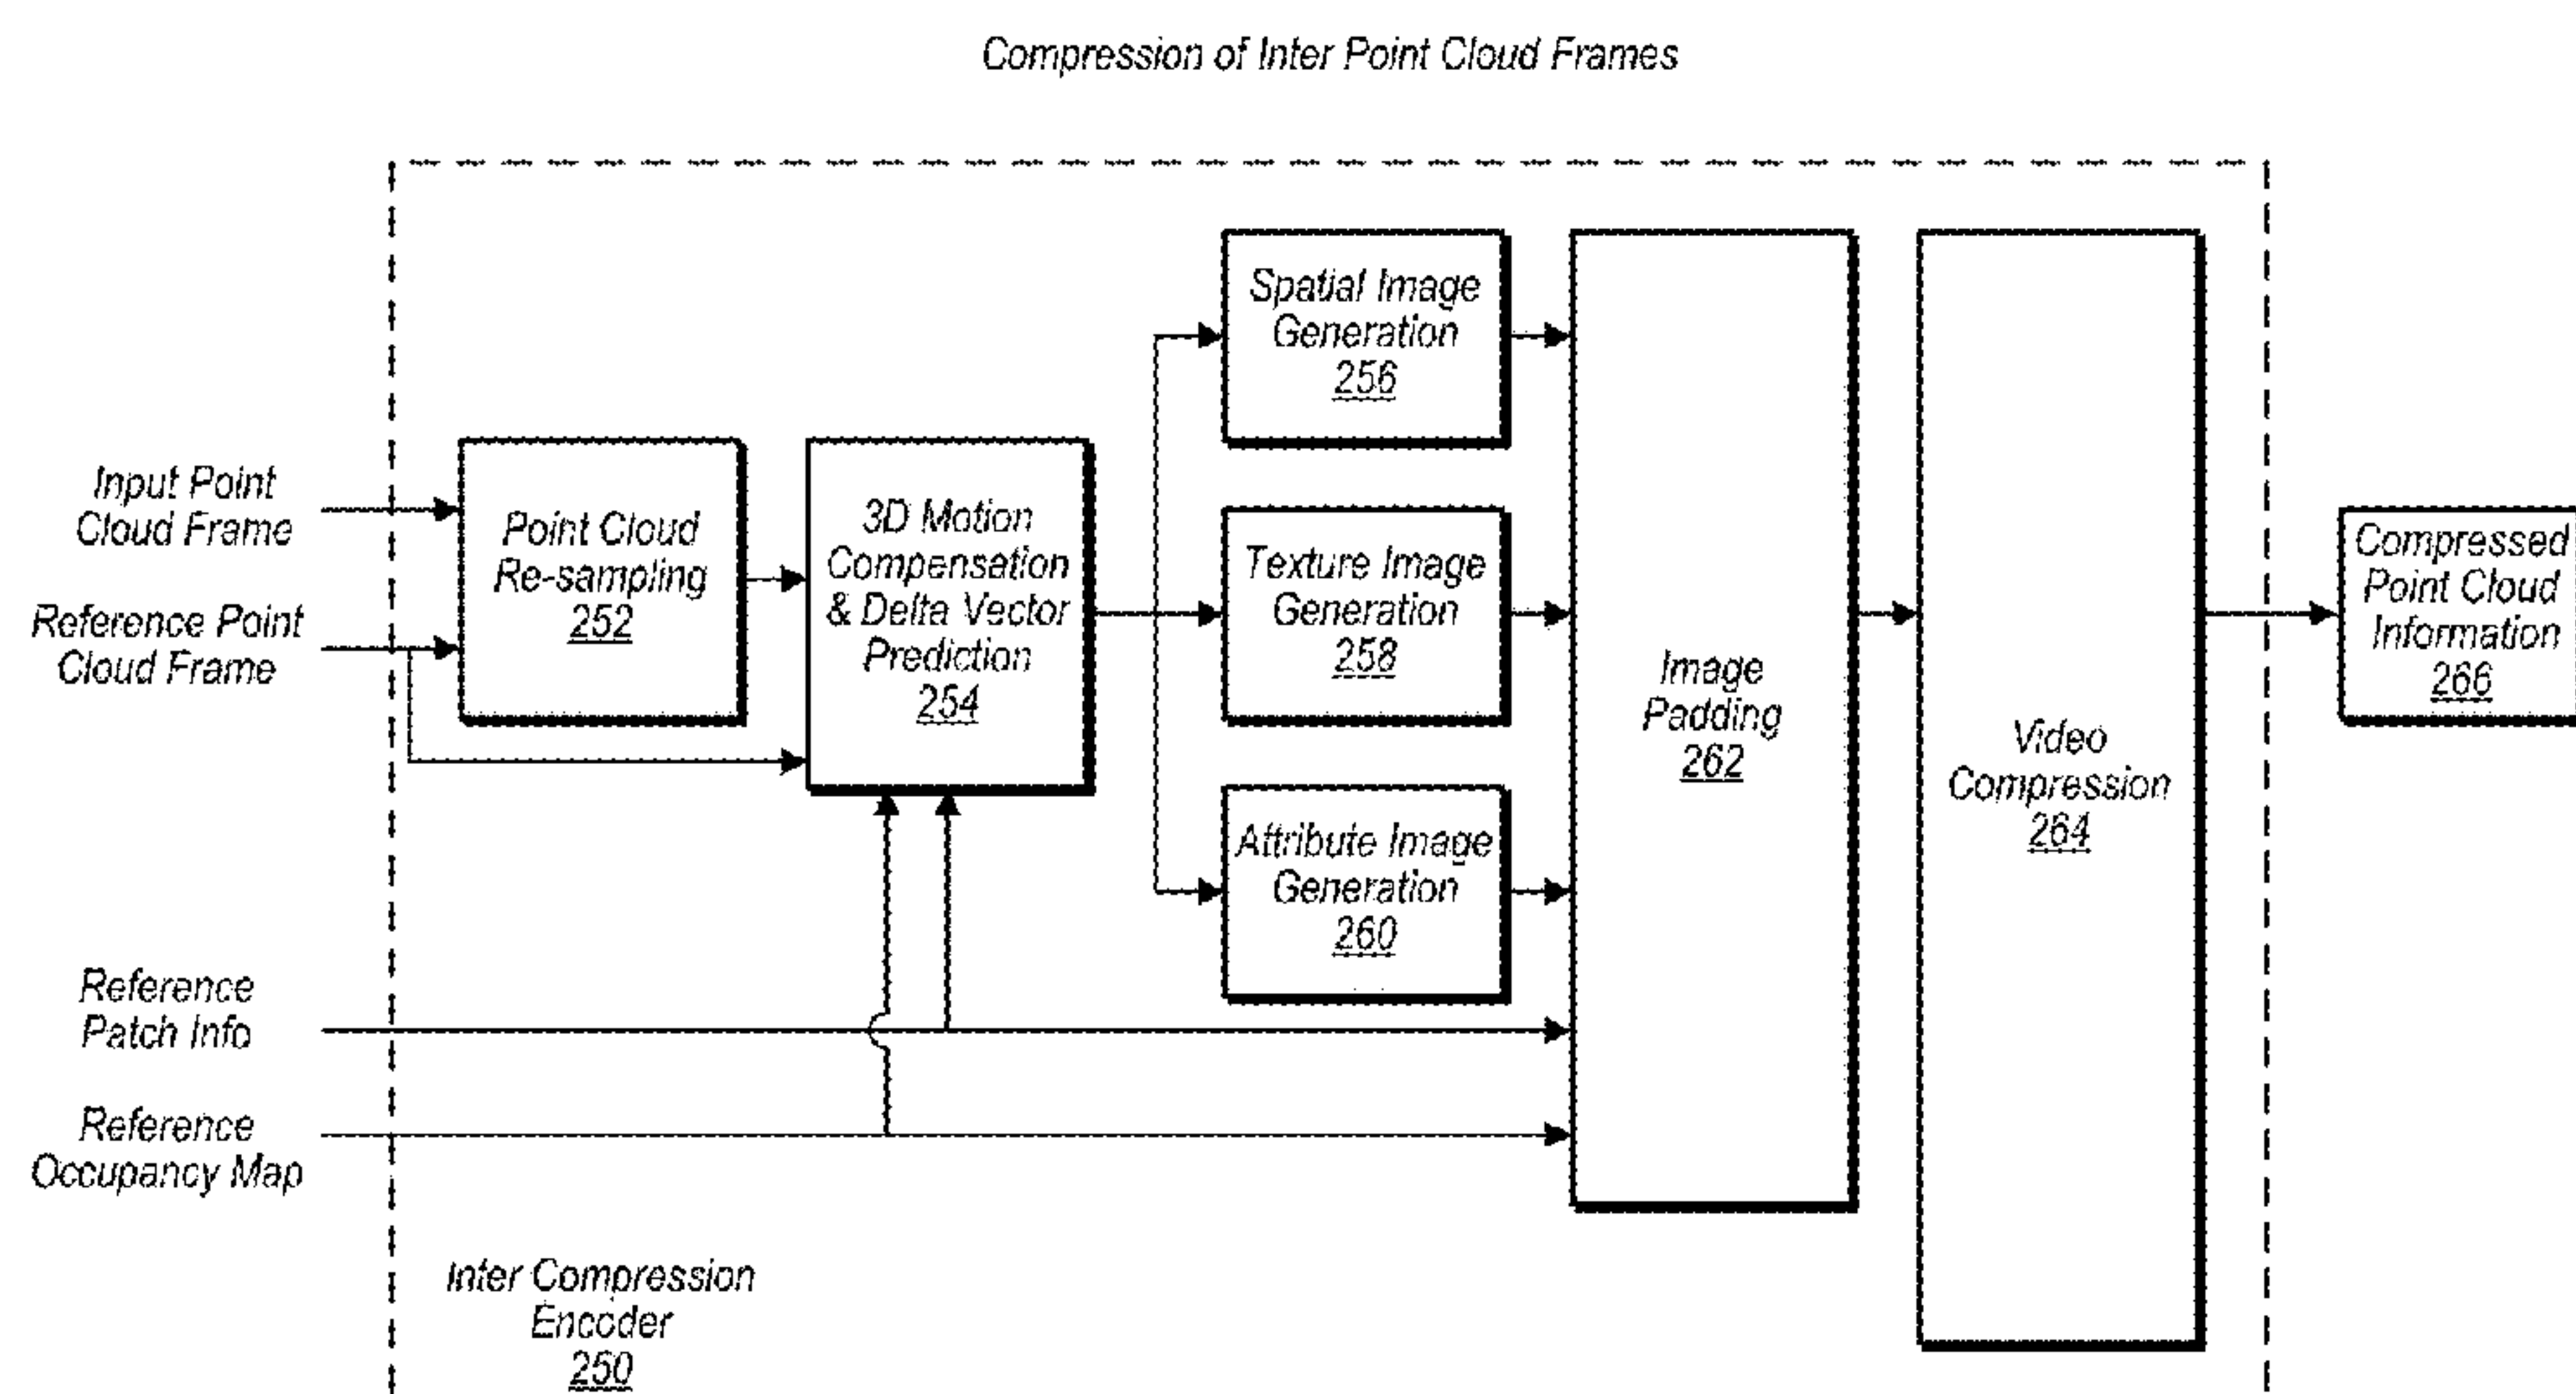 Compression of Inter Point Cloud Frames
Input Point
Cloud Frame
Reference Point
Cloud Frame
Reference
Patch Info
Reference
Occupancy Map
Point Cloud
Re-sampling
252
3D Motion
Compensation
& Delta Vector
Prediction
254
Spatial Image
Generation
256
Texture Image
Generation
258
Attribute Image
Generation
260
Image
Padding
262
Video
Compression
264
Compressed
Point Cloud
Information
266
Inter Compression
Encoder
250